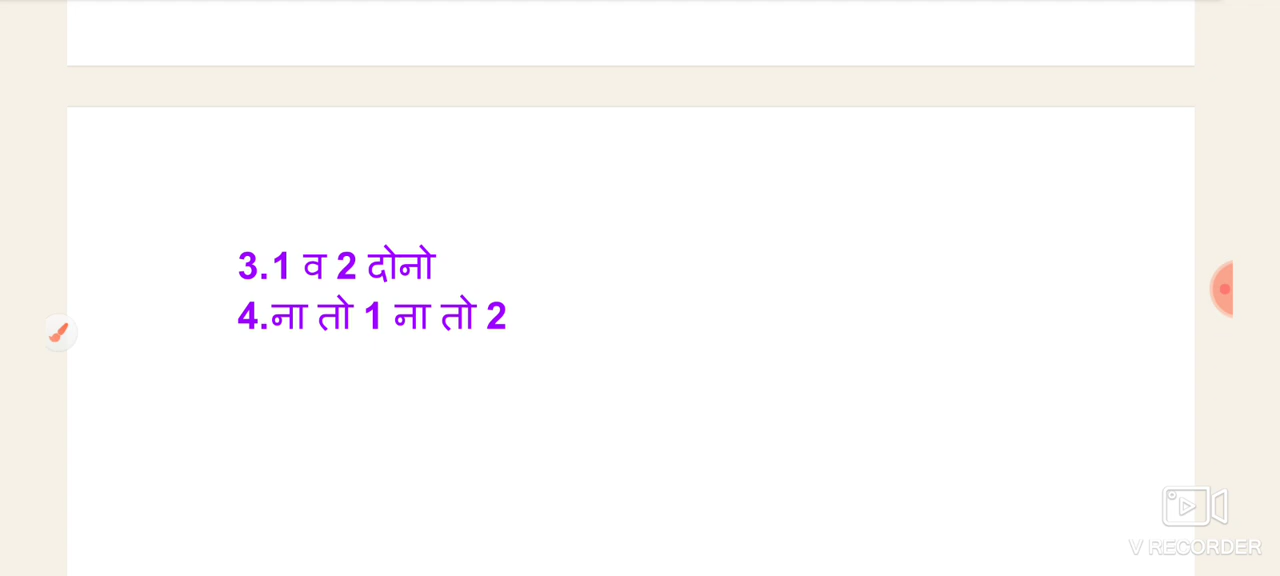 3.1 व 2 दोनो
4.ना तो 1 ना तो 2
V RECORDER